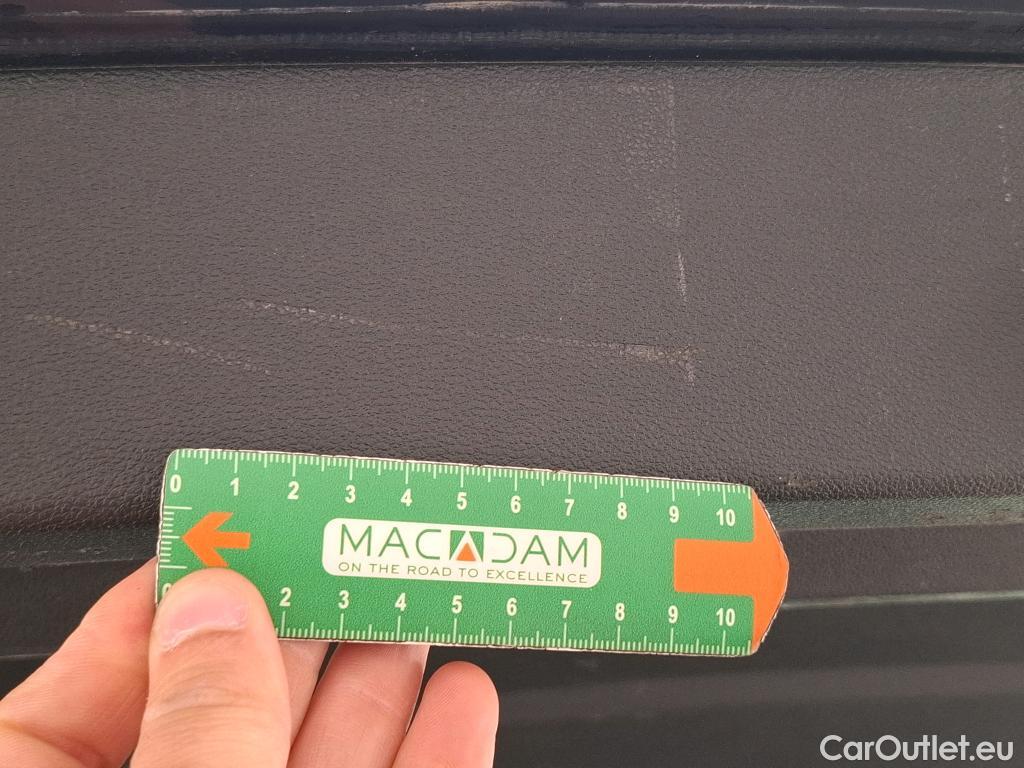 0 1 2 3 4 5 6 7 8 9 10
MACADAM
ON THE ROAD TO EXCELLENCE
2 3 4 5 6 7 8 9 10
CarOutlet.eu